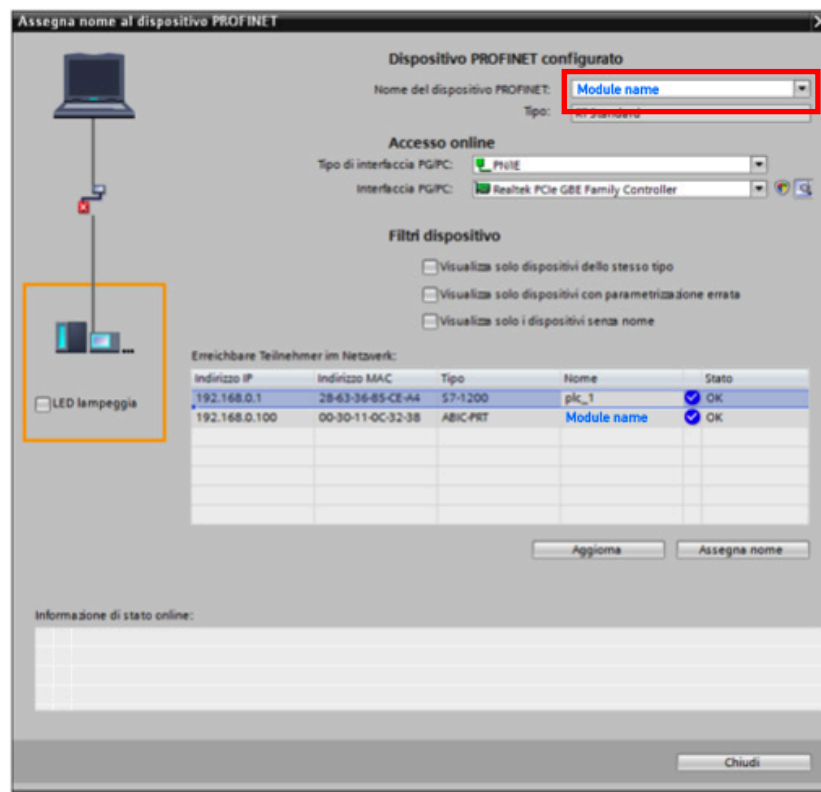 Assegna nome al dispositivo PROFINET
Dispositivo PROFINET configurato
Nome del dispositivo PROFINET: Module name
Tipo: RT Standard
Accesso online
Tipo di interfaccia PG/PC: PN/IE
Interfaccia PG/PC: Realtek PCIe GBE Family Controller
Filtri dispositivo
Visualizza solo dispositivi dello stesso tipo
Visualizza solo dispositivi con parametrizzazione errata
Visualizza solo i dispositivi senza nome
LED lampeggia
Erreichbare Teilnehmer im Netzwerk:
Indirizzo IP Indirizzo MAC Tipo Nome Stato
192.168.0.1 28-63-36-85-CE-A4 S7-1200 plc_1 OK
192.168.0.100 00-30-11-0C-32-38 ABIC-PRT Module name OK
Aggiorna Assegna nome
Informazione di stato online:
Chiudi